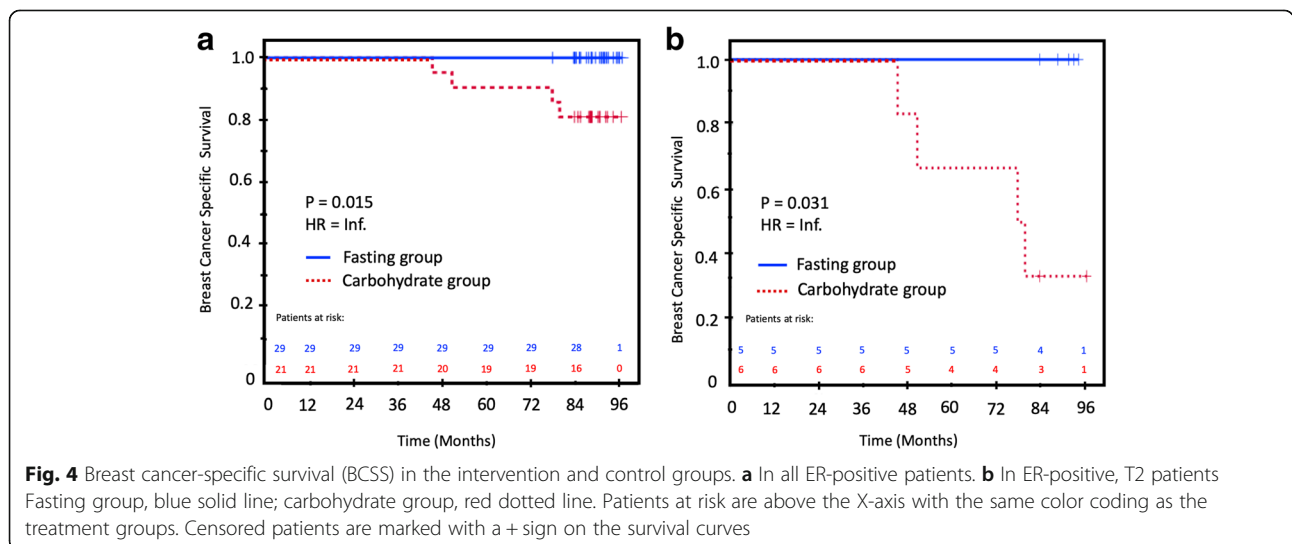 a
1.0
0.8
0.6
0.4
0.2
0
Breast Cancer Specific Survival
P = 0.015
HR = Inf.
Fasting group
Carbohydrate group
Patients at risk:
29 29 29 29 29 29 29 28 1
21 21 21 21 20 19 19 16 0
0 12 24 36 48 60 72 84 96
Time (Months)
b
1.0
0.8
0.6
0.4
0.2
0
Breast Cancer Specific Survival
P = 0.031
HR = Inf.
Fasting group
Carbohydrate group
Patients at risk:
5 5 5 5 5 5 5 4 1
6 6 6 6 5 4 4 3 1
0 12 24 36 48 60 72 84 96
Time (Months)
Fig. 4 Breast cancer-specific survival (BCSS) in the intervention and control groups. a In all ER-positive patients. b In ER-positive, T2 patients
Fasting group, blue solid line; carbohydrate group, red dotted line. Patients at risk are above the X-axis with the same color coding as the
treatment groups. Censored patients are marked with a + sign on the survival curves